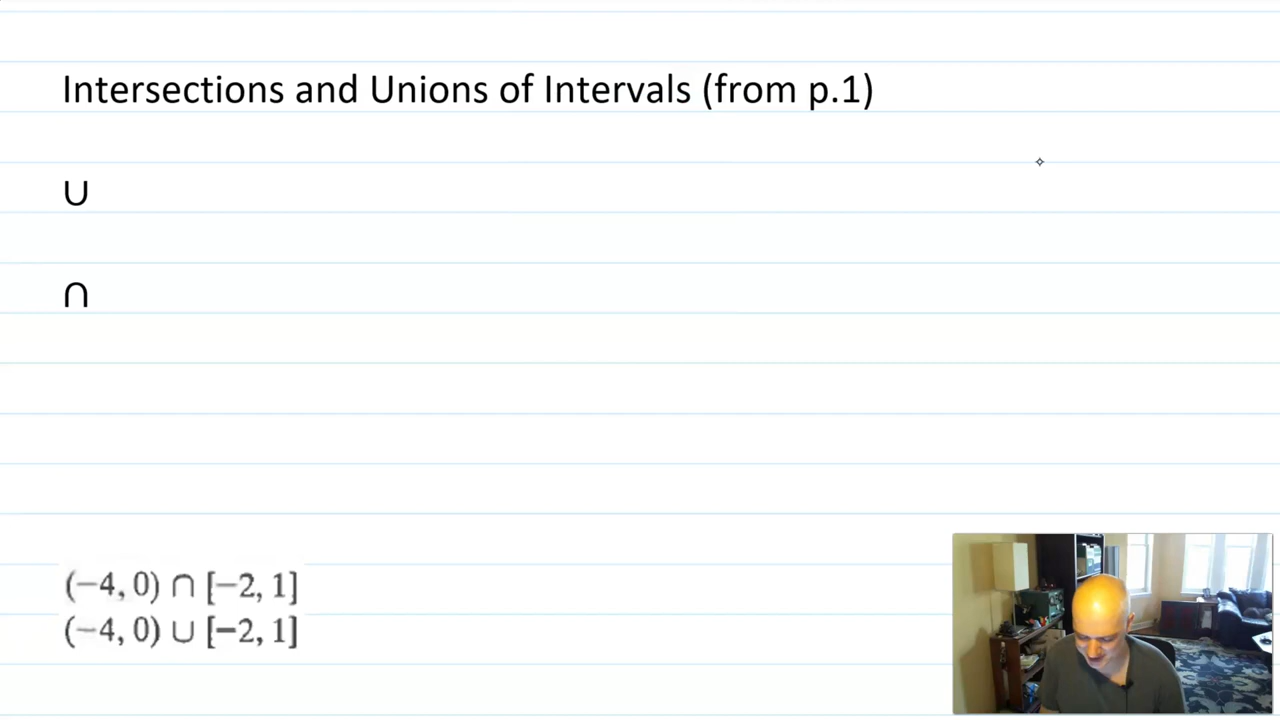 Intersections and Unions of Intervals (from p.1)
∪
∩
(−4, 0) ∩ [−2, 1]
(−4, 0) ∪ [−2, 1]